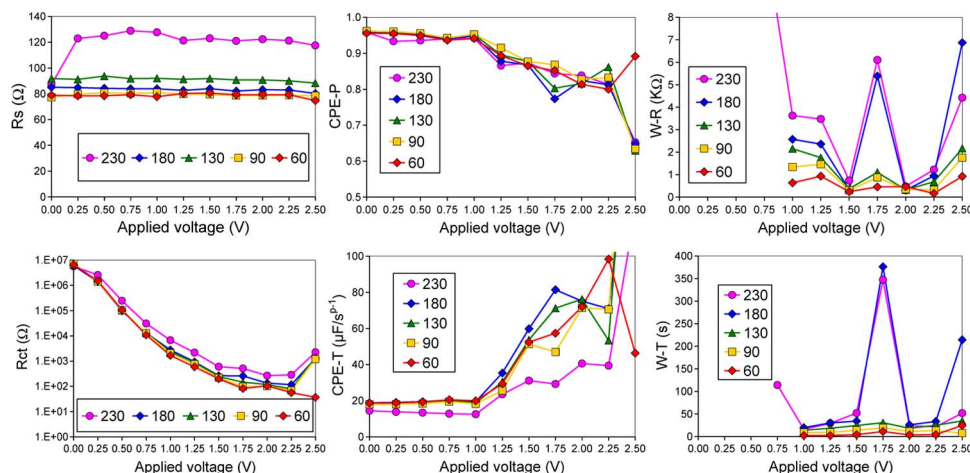 140
120
100
80
60
40
20
0
Rs (Ω)
230 180 130 90 60
0.00 0.25 0.50 0.75 1.00 1.25 1.50 1.75 2.00 2.25 2.50
Applied voltage (V)
1.0
0.9
0.8
0.7
0.6
0.5
CPE-P
230
180
130
90
60
0.00 0.25 0.50 0.75 1.00 1.25 1.50 1.75 2.00 2.25 2.50
Applied voltage (V)
8
7
6
5
4
3
2
1
0
W-R (KΩ)
230
180
130
90
60
0.00 0.25 0.50 0.75 1.00 1.25 1.50 1.75 2.00 2.25 2.50
Applied voltage (V)
1.E+07
1.E+06
1.E+05
1.E+04
1.E+03
1.E+02
1.E+01
1.E+00
Rct (Ω)
230 180 130 90 60
0.00 0.25 0.50 0.75 1.00 1.25 1.50 1.75 2.00 2.25 2.50
Applied voltage (V)
100
80
60
40
20
0
CPE-T (µF/sᴾ⁻¹)
230
180
130
90
60
0.00 0.25 0.50 0.75 1.00 1.25 1.50 1.75 2.00 2.25 2.50
Applied voltage (V)
400
350
300
250
200
150
100
50
0
W-T (s)
230
180
130
90
60
0.00 0.25 0.50 0.75 1.00 1.25 1.50 1.75 2.00 2.25 2.50
Applied voltage (V)